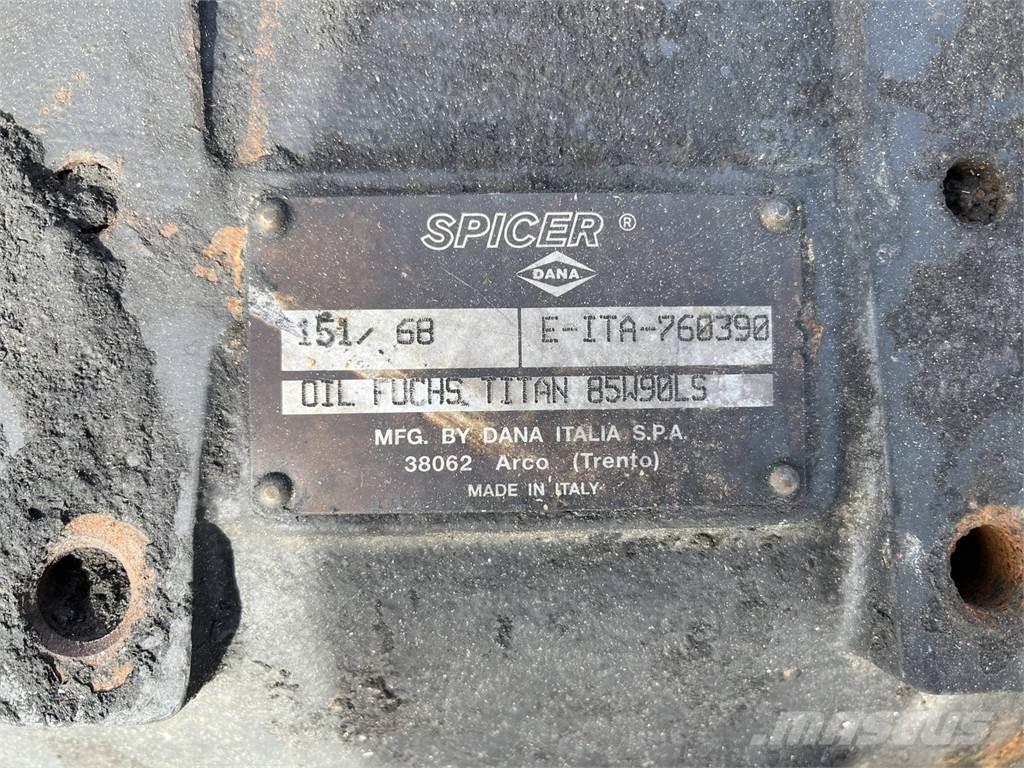 SPICER ®
DANA
151/ 68 E-ITA-760390
OIL FUCHS TITAN 85W90LS
MFG. BY DANA ITALIA S.P.A.
38062 Arco (Trento)
MADE IN ITALY
MASCUS